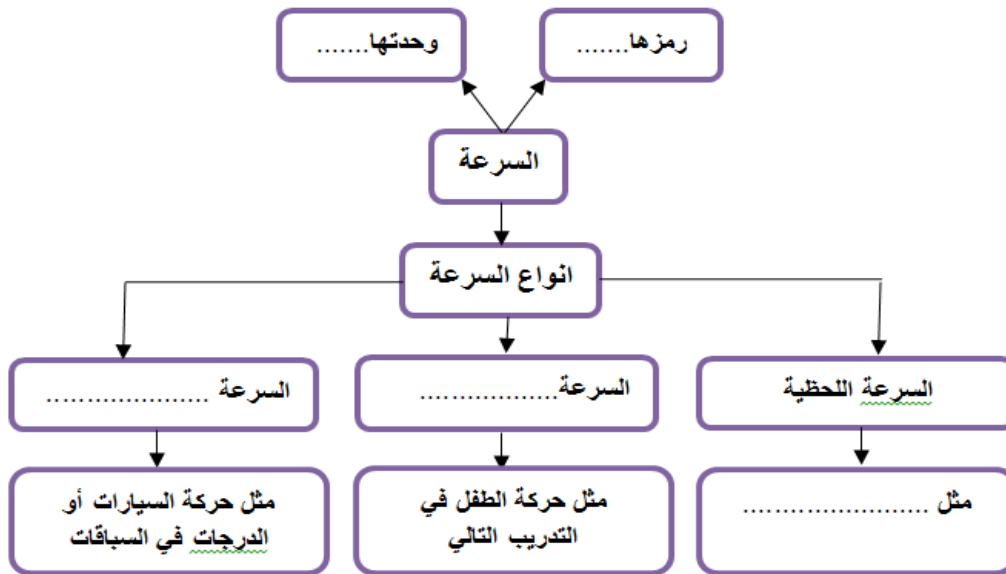 رمزها.......
وحدتها.......
السرعة
انواع السرعة
السرعة اللحظية
السرعة.................
السرعة .....................
مثل ........................
مثل حركة الطفل في
التدريب التالي
مثل حركة السيارات أو
الدرجات في السباقات